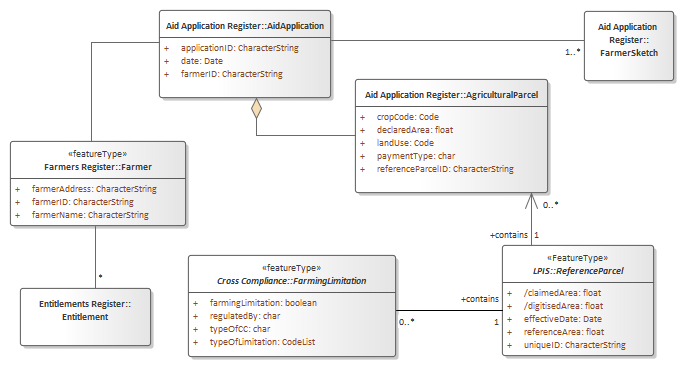 Aid Application Register::AidApplication
+ applicationID: CharacterString
+ date: Date
+ farmerID: CharacterString
Aid Application
Register::
FarmerSketch
1..*
Aid Application Register::AgriculturalParcel
+ cropCode: Code
+ declaredArea: float
+ landUse: Code
+ paymentType: char
+ referenceParcelID: CharacterString
«featureType»
Farmers Register::Farmer
+ farmerAddress: CharacterString
+ farmerID: CharacterString
+ farmerName: CharacterString
0..*
+contains 1
*
Entitlements Register::
Entitlement
«featureType»
Cross Compliance::FarmingLimitation
+ farmingLimitation: boolean
+ regulatedBy: char
+ typeOfCC: char
+ typeOfLimitation: CodeList
+contains
0..* 1
«FeatureType»
LPIS::ReferenceParcel
+ /claimedArea: float
+ /digitisedArea: float
+ effectiveDate: Date
+ referenceArea: float
+ uniqueID: CharacterString